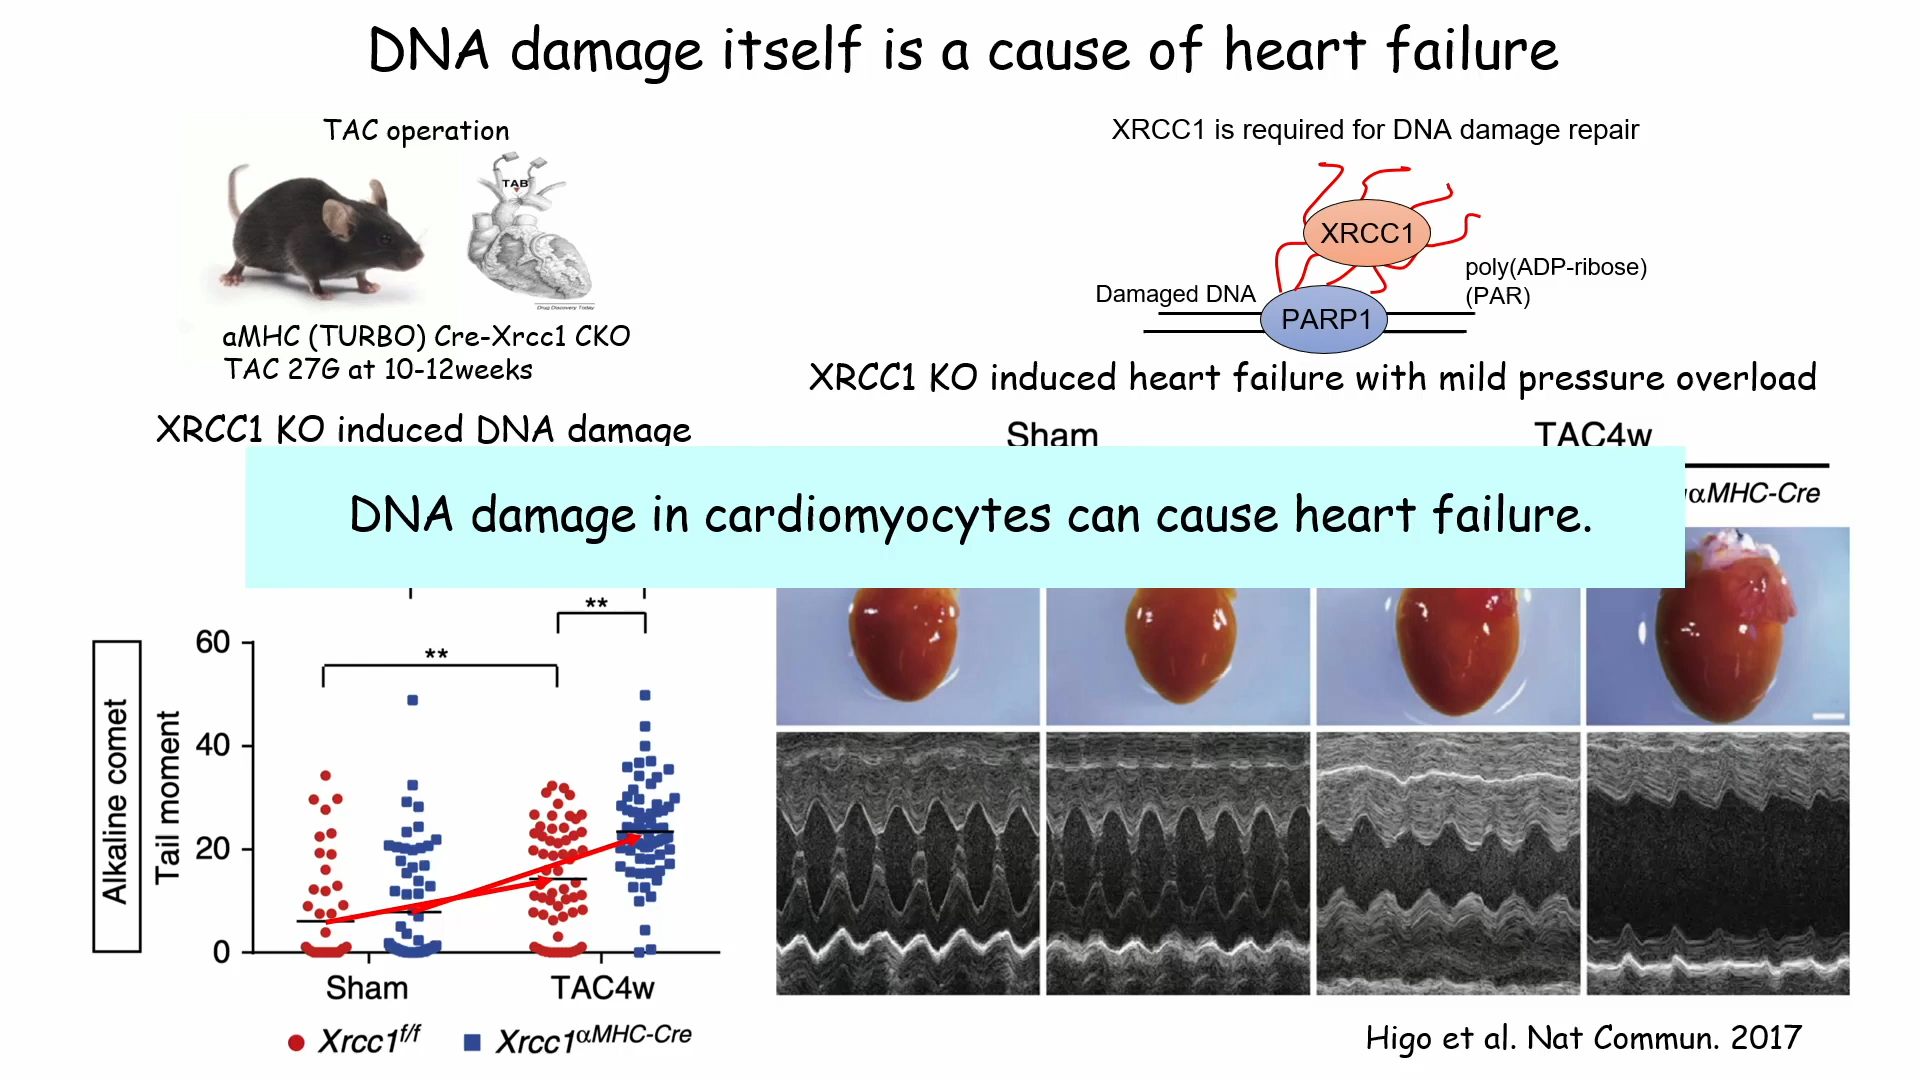 DNA damage itself is a cause of heart failure
TAC operation
TAB
Drug Discovery Today
aMHC (TURBO) Cre-Xrcc1 CKO
TAC 27G at 10-12weeks
XRCC1 is required for DNA damage repair
XRCC1
poly(ADP-ribose)
(PAR)
Damaged DNA
PARP1
XRCC1 KO induced heart failure with mild pressure overload
XRCC1 KO induced DNA damage
Sham
TAC4w
αMHC-Cre
DNA damage in cardiomyocytes can cause heart failure.
**
**
60
40
20
0
Alkaline comet
Tail moment
Sham
TAC4w
Xrcc1f/f
Xrcc1αMHC-Cre
Higo et al. Nat Commun. 2017